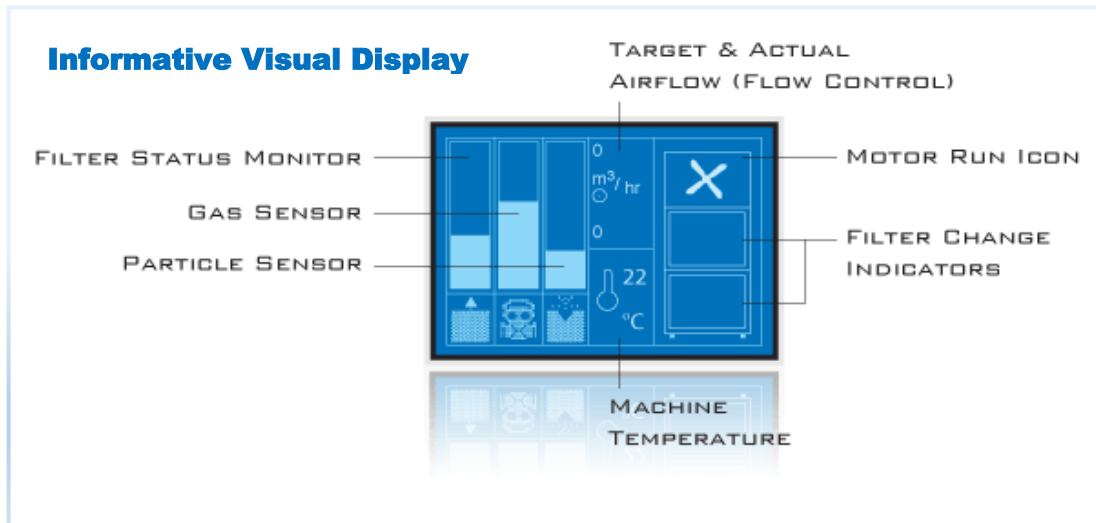 Informative Visual Display
TARGET & ACTUAL
AIRFLOW (FLOW CONTROL)
FILTER STATUS MONITOR
GAS SENSOR
PARTICLE SENSOR
0
m³/ hr
0
22
°C
MOTOR RUN ICON
FILTER CHANGE
INDICATORS
MACHINE
TEMPERATURE